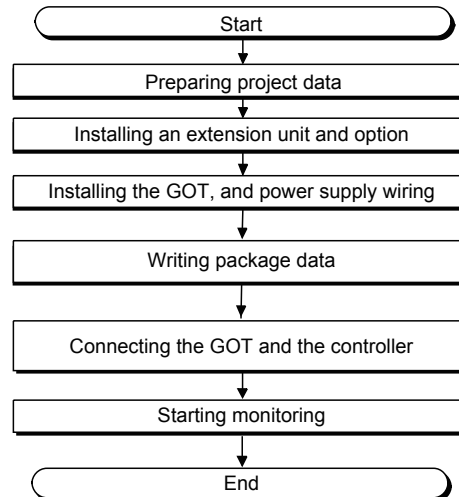 Start
Preparing project data
Installing an extension unit and option
Installing the GOT, and power supply wiring
Writing package data
Connecting the GOT and the controller
Starting monitoring
End